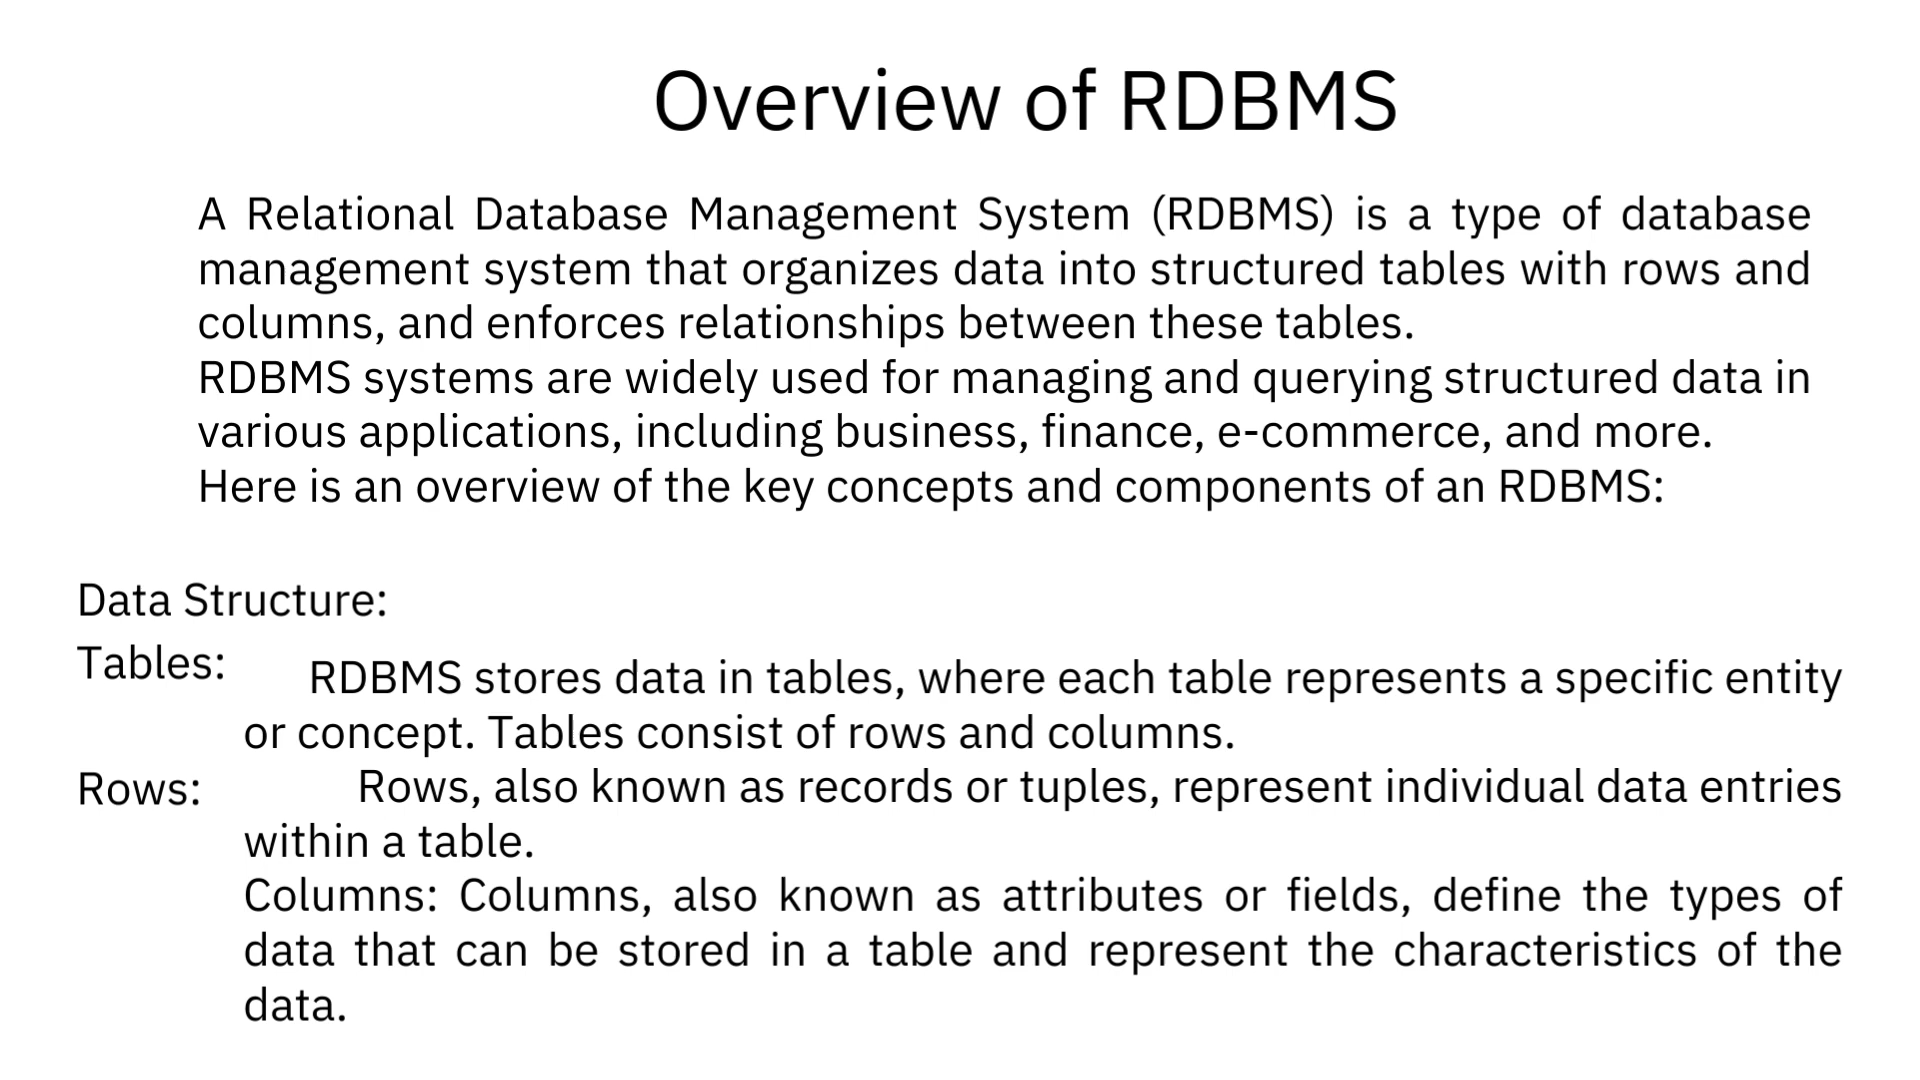 Overview of RDBMS
A Relational Database Management System (RDBMS) is a type of database
management system that organizes data into structured tables with rows and
columns, and enforces relationships between these tables.
RDBMS systems are widely used for managing and querying structured data in
various applications, including business, finance, e-commerce, and more.
Here is an overview of the key concepts and components of an RDBMS:
Data Structure:
Tables: RDBMS stores data in tables, where each table represents a specific entity
or concept. Tables consist of rows and columns.
Rows: Rows, also known as records or tuples, represent individual data entries
within a table.
Columns: Columns, also known as attributes or fields, define the types of
data that can be stored in a table and represent the characteristics of the
data.